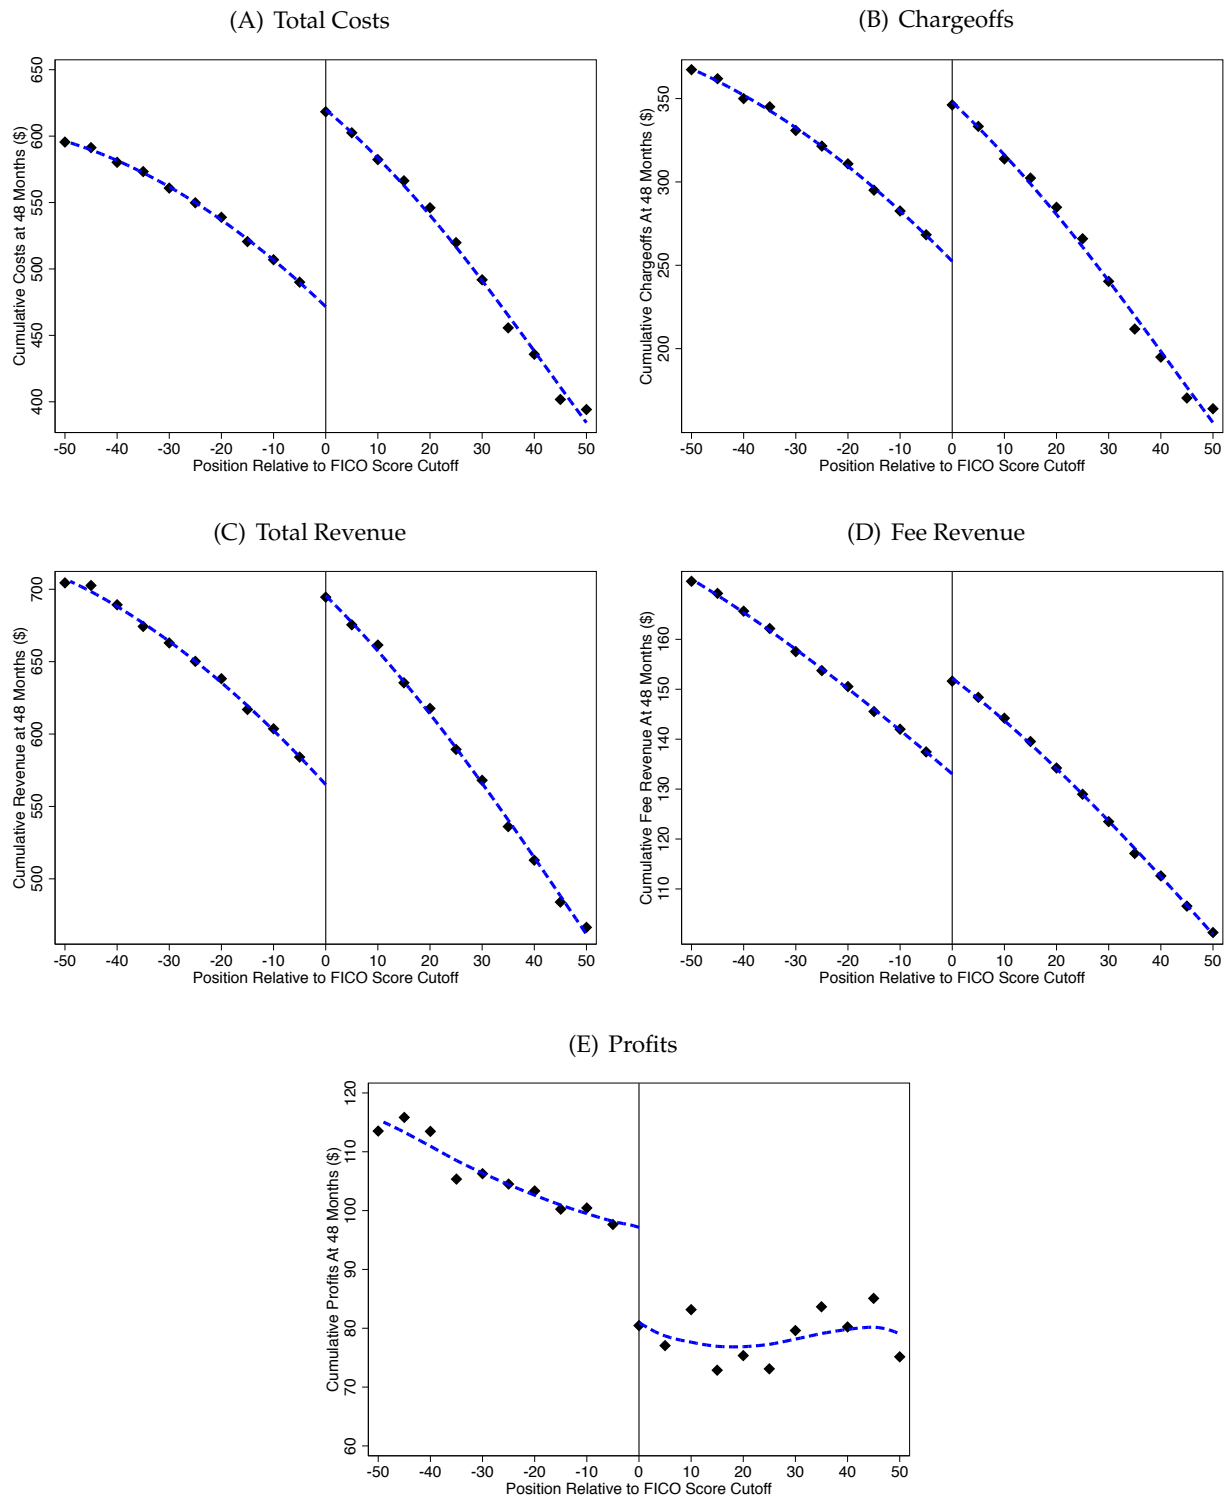 (A) Total Costs
Cumulative Costs at 48 Months ($)
650
600
550
500
450
400
-50 -40 -30 -20 -10 0 10 20 30 40 50
Position Relative to FICO Score Cutoff
(B) Chargeoffs
Cumulative Chargeoffs At 48 Months ($)
350
300
250
200
-50 -40 -30 -20 -10 0 10 20 30 40 50
Position Relative to FICO Score Cutoff
(C) Total Revenue
Cumulative Revenue at 48 Months ($)
700
650
600
550
500
-50 -40 -30 -20 -10 0 10 20 30 40 50
Position Relative to FICO Score Cutoff
(D) Fee Revenue
Cumulative Fee Revenue At 48 Months ($)
160
150
140
130
120
110
-50 -40 -30 -20 -10 0 10 20 30 40 50
Position Relative to FICO Score Cutoff
(E) Profits
Cumulative Profits At 48 Months ($)
120
110
100
90
80
70
60
-50 -40 -30 -20 -10 0 10 20 30 40 50
Position Relative to FICO Score Cutoff